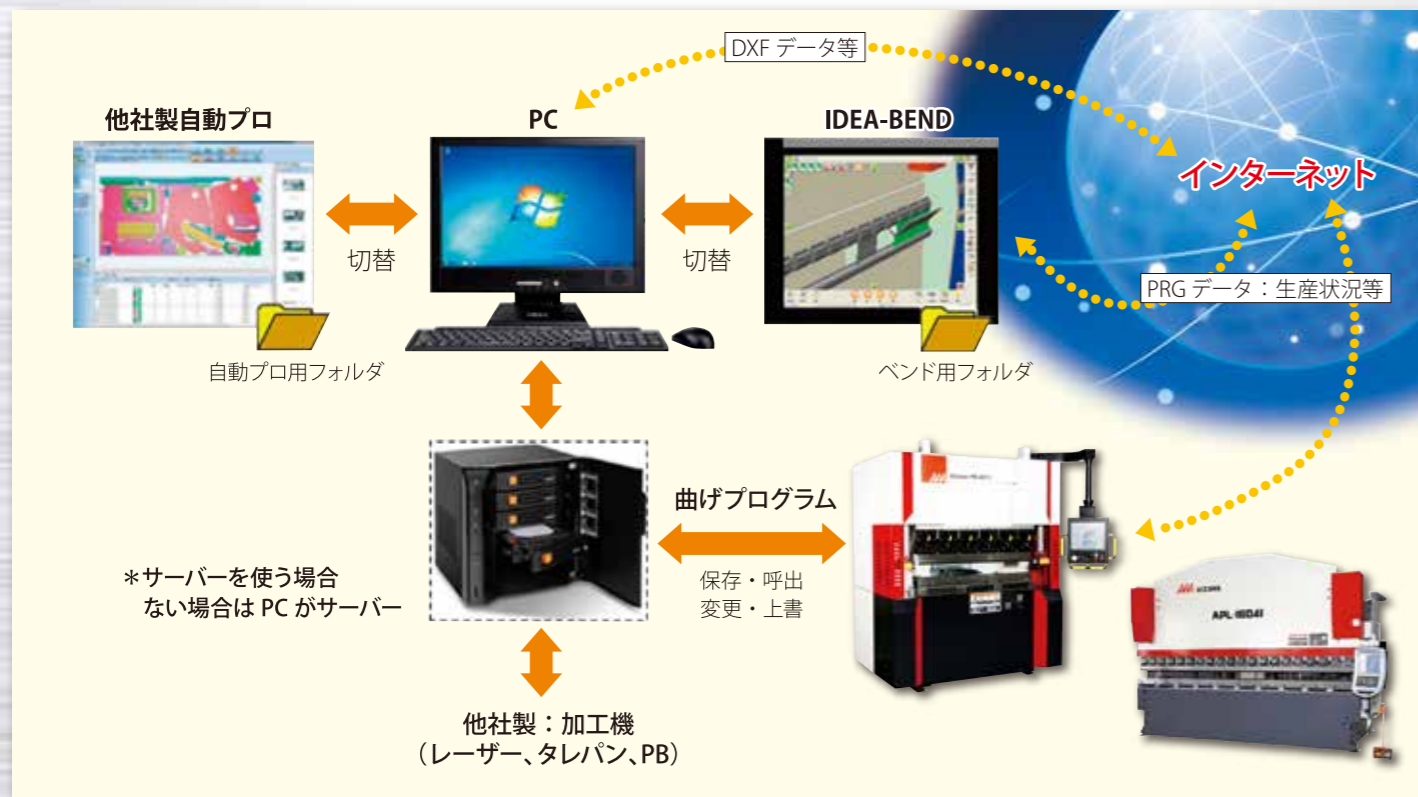 DXF データ等
他社製自動プロ
PC
IDEA-BEND
インターネット
切替
切替
PRG データ：生産状況等
自動プロ用フォルダ
ベンド用フォルダ
曲げプログラム
保存・呼出
変更・上書
＊サーバーを使う場合
ない場合は PC がサーバー
APL-16041
他社製：加工機
（レーザー、タレパン、PB）